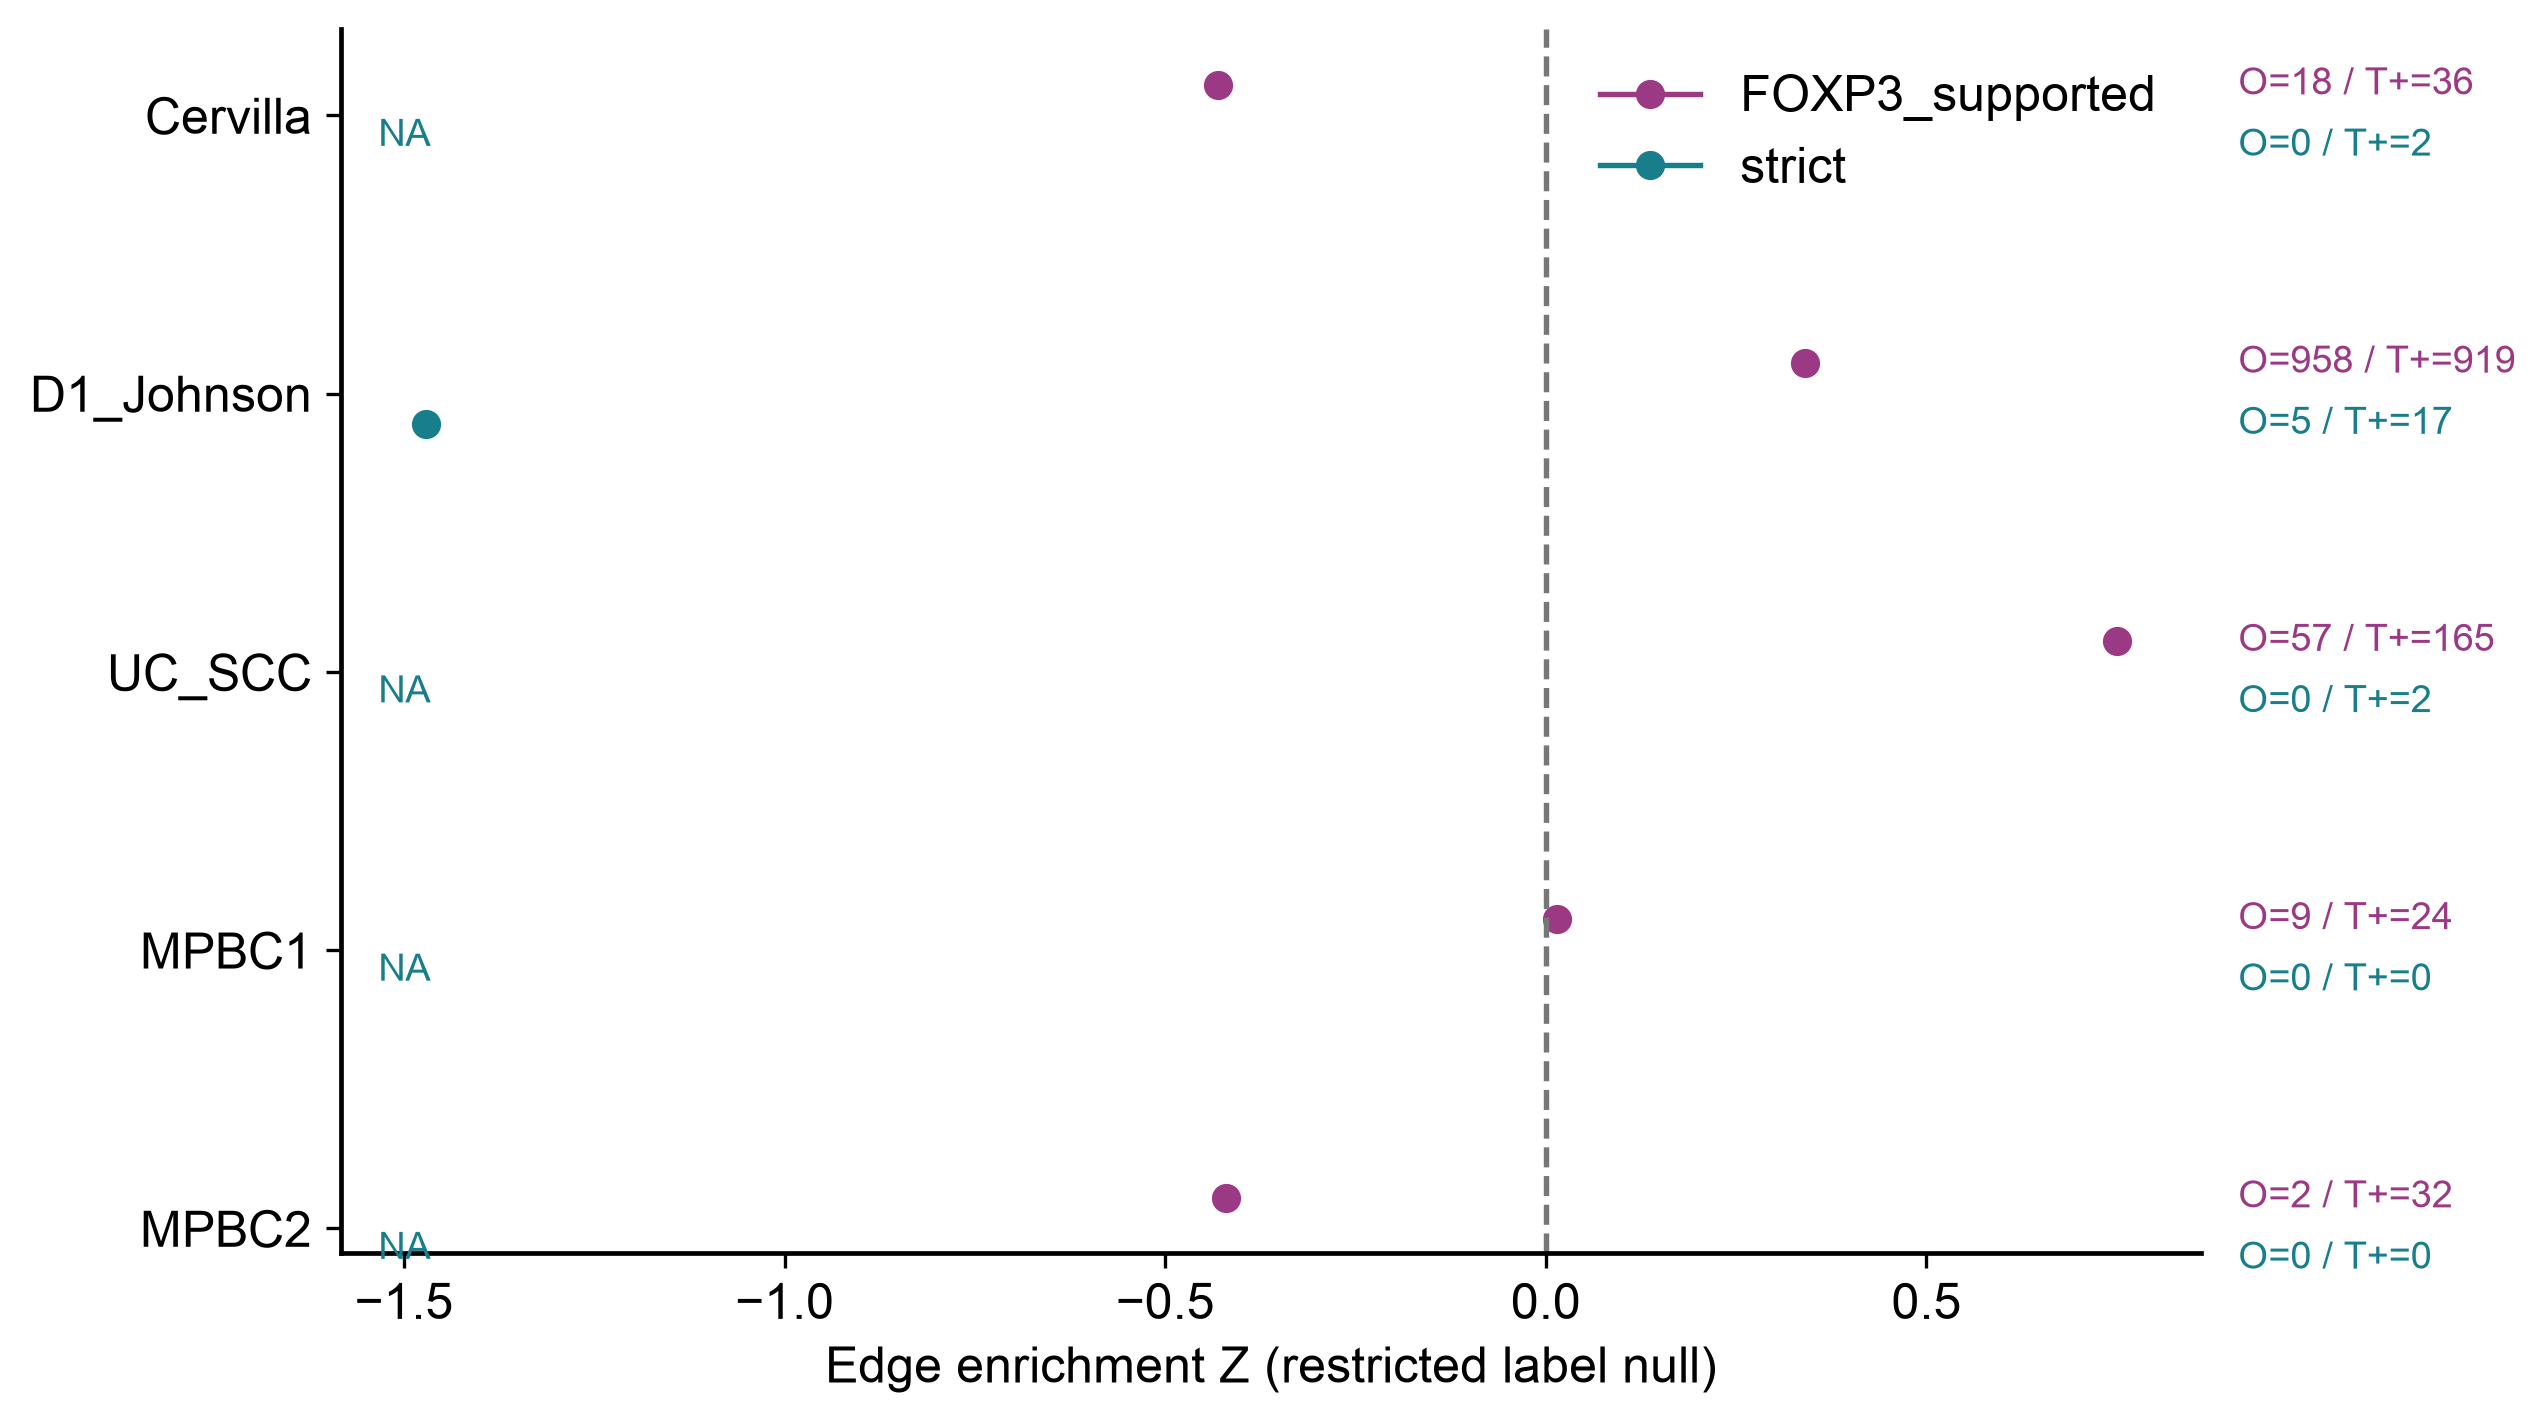 Cervilla
NA
FOXP3_supported
strict
O=18 / T+=36
O=0 / T+=2
D1_Johnson
O=958 / T+=919
O=5 / T+=17
UC_SCC
NA
O=57 / T+=165
O=0 / T+=2
MPBC1
NA
O=9 / T+=24
O=0 / T+=0
MPBC2
NA
O=2 / T+=32
O=0 / T+=0
−1.5 −1.0 −0.5 0.0 0.5
Edge enrichment Z (restricted label null)